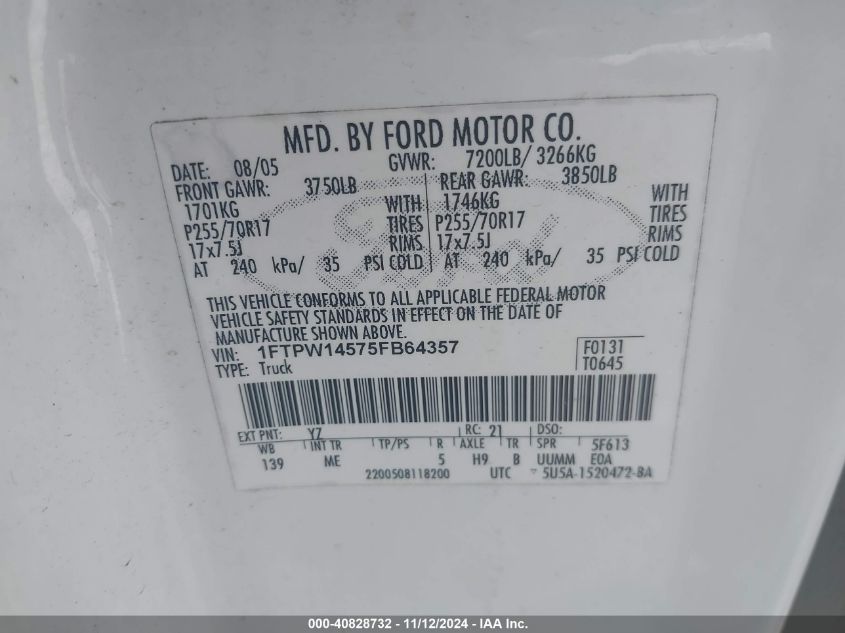 MFD. BY FORD MOTOR CO.
DATE: 08/05 GVWR: 7200LB/ 3266KG
FRONT GAWR: 3750LB REAR GAWR: 3850LB
1701KG WITH 1746KG WITH
P255/70R17 TIRES P255/70R17 TIRES
17x7.5J RIMS 17x7.5J RIMS
AT 240 kPa/ 35 PSI COLD AT 240 kPa/ 35 PSI COLD
Ford
THIS VEHICLE CONFORMS TO ALL APPLICABLE FEDERAL MOTOR
VEHICLE SAFETY STANDARDS IN EFFECT ON THE DATE OF
MANUFACTURE SHOWN ABOVE.
VIN: 1FTPW14575FB64357 F0131
TYPE: Truck T0645
EXT PNT: Y7 RC: 21 DSO:
WB INT TR TP/PS R AXLE TR SPR 5F613
139 ME 5 H9 B UUMM EOA
2200508118200 UTC 5U5A-1520472-BA
000-40828732 - 11/12/2024 - IAA Inc.